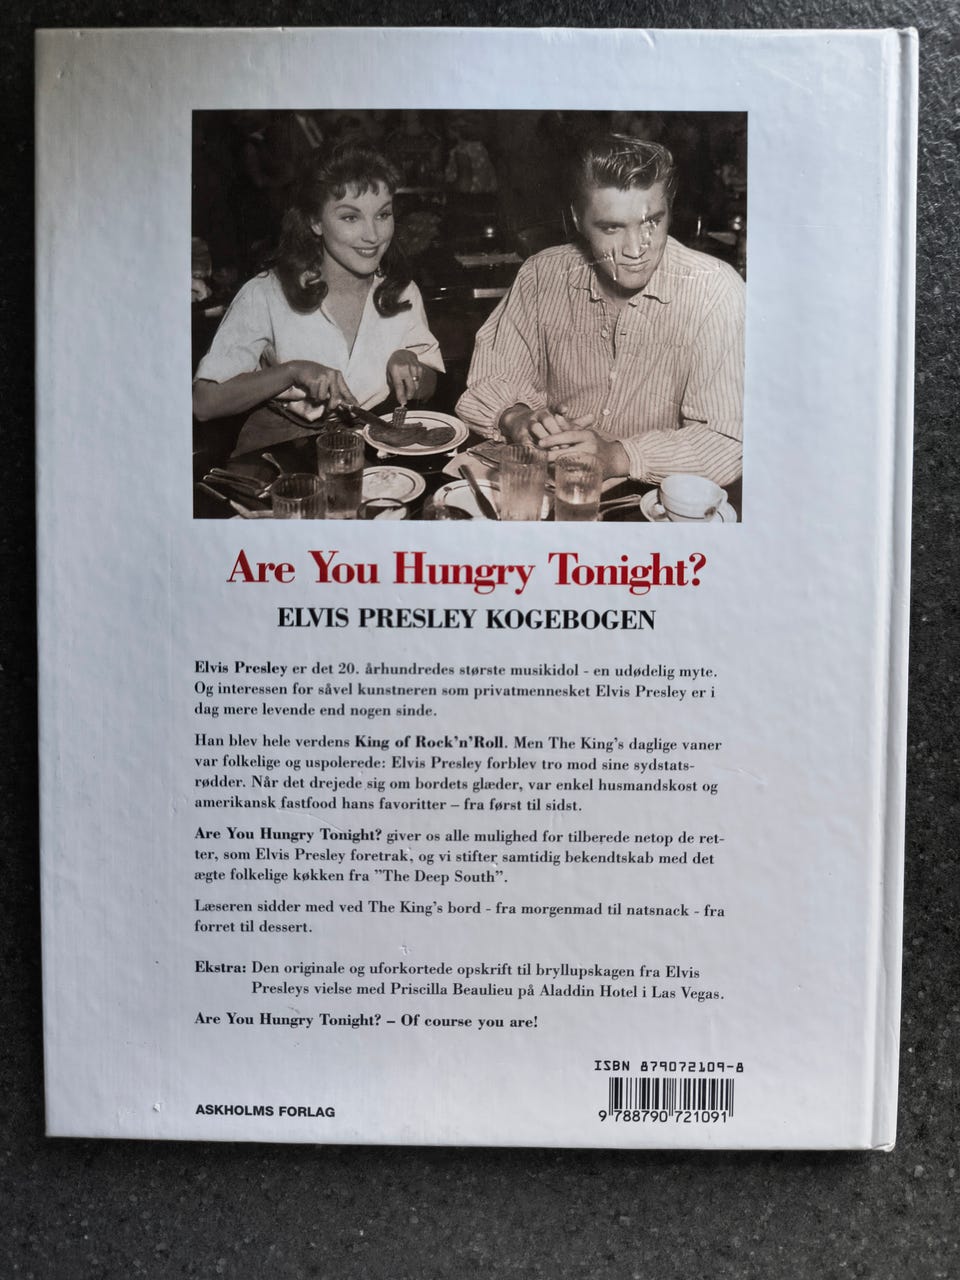 Are You Hungry Tonight?
ELVIS PRESLEY KOGEBOGEN
Elvis Presley er det 20. århundredes største musikidol - en udødelig myte.
Og interessen for såvel kunstneren som privatmennesket Elvis Presley er i
dag mere levende end nogen sinde.
Han blev hele verdens King of Rock'n'Roll. Men The King's daglige vaner
var folkelige og uspolerede: Elvis Presley forblev tro mod sine sydstats-
rødder. Når det drejede sig om bordets glæder, var enkel husmandskost og
amerikansk fastfood hans favoritter – fra først til sidst.
Are You Hungry Tonight? giver os alle mulighed for tilberede netop de ret-
ter, som Elvis Presley foretrak, og vi stifter samtidig bekendtskab med det
ægte folkelige køkken fra ”The Deep South”.
Læseren sidder med ved The King's bord - fra morgenmad til natsnack - fra
forret til dessert.
Ekstra: Den originale og uforkortede opskrift til bryllupskagen fra Elvis
Presleys vielse med Priscilla Beaulieu på Aladdin Hotel i Las Vegas.
Are You Hungry Tonight? – Of course you are!
ISBN 879072109-8
ASKHOLMS FORLAG
9 788790 721091